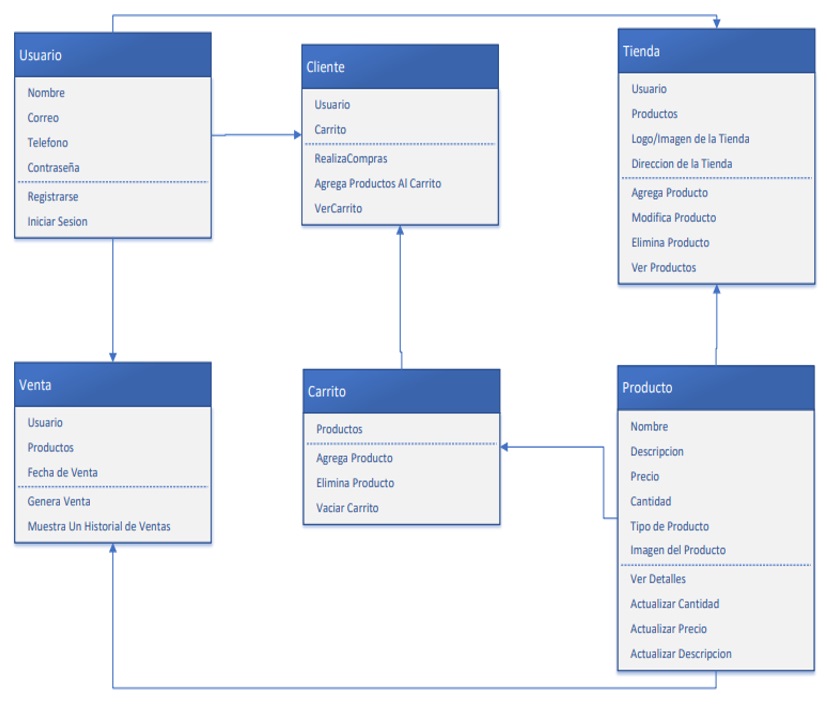 Usuario
Nombre
Correo
Telefono
Contraseña
Registrarse
Iniciar Sesion
Cliente
Usuario
Carrito
RealizaCompras
Agrega Productos Al Carrito
VerCarrito
Tienda
Usuario
Productos
Logo/Imagen de la Tienda
Direccion de la Tienda
Agrega Producto
Modifica Producto
Elimina Producto
Ver Productos
Venta
Usuario
Productos
Fecha de Venta
Genera Venta
Muestra Un Historial de Ventas
Carrito
Productos
Agrega Producto
Elimina Producto
Vaciar Carrito
Producto
Nombre
Descripcion
Precio
Cantidad
Tipo de Producto
Imagen del Producto
Ver Detalles
Actualizar Cantidad
Actualizar Precio
Actualizar Descripcion